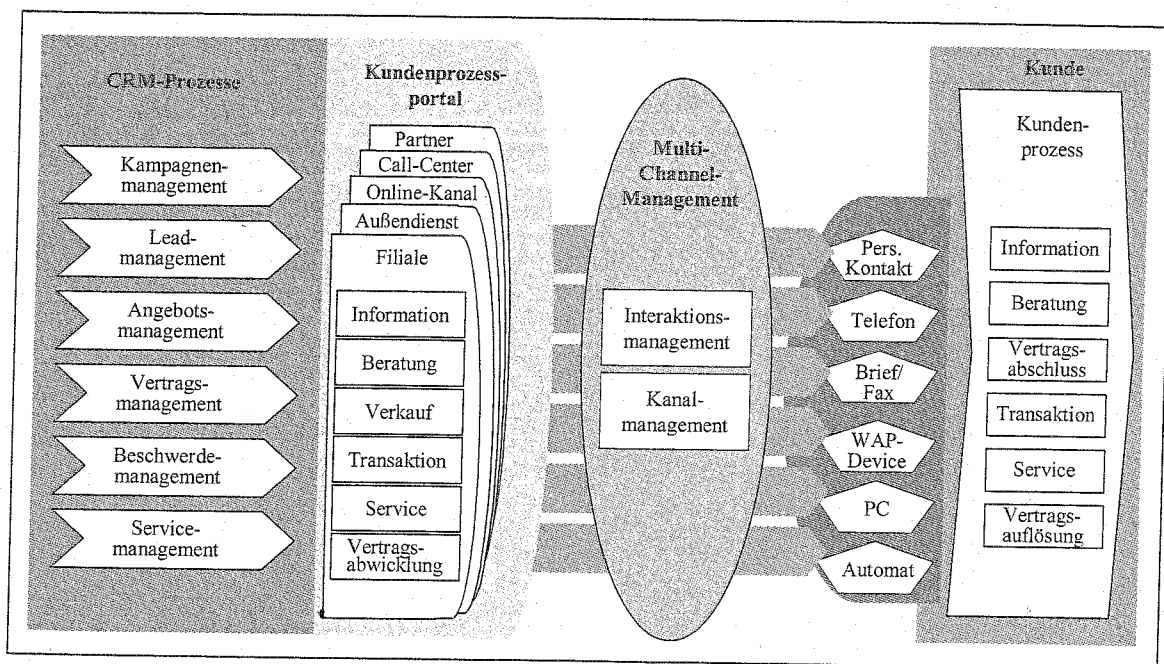 CRM-Prozesse
Kampagnen-
management
Lead-
management
Angebots-
management
Vertrags-
management
Beschwerde-
management
Service-
management
Kundenprozess-
portal
Partner
Call-Center
Online-Kanal
Außendienst
Filiale
Information
Beratung
Verkauf
Transaktion
Service
Vertrags-
abwicklung
Multi-
Channel-
Management
Interaktions-
management
Kanal-
management
Pers.
Kontakt
Telefon
Brief/
Fax
WAP-
Device
PC
Automat
Kunde
Kunden-
prozess
Information
Beratung
Vertrags-
abschluss
Transaktion
Service
Vertrags-
auflösung